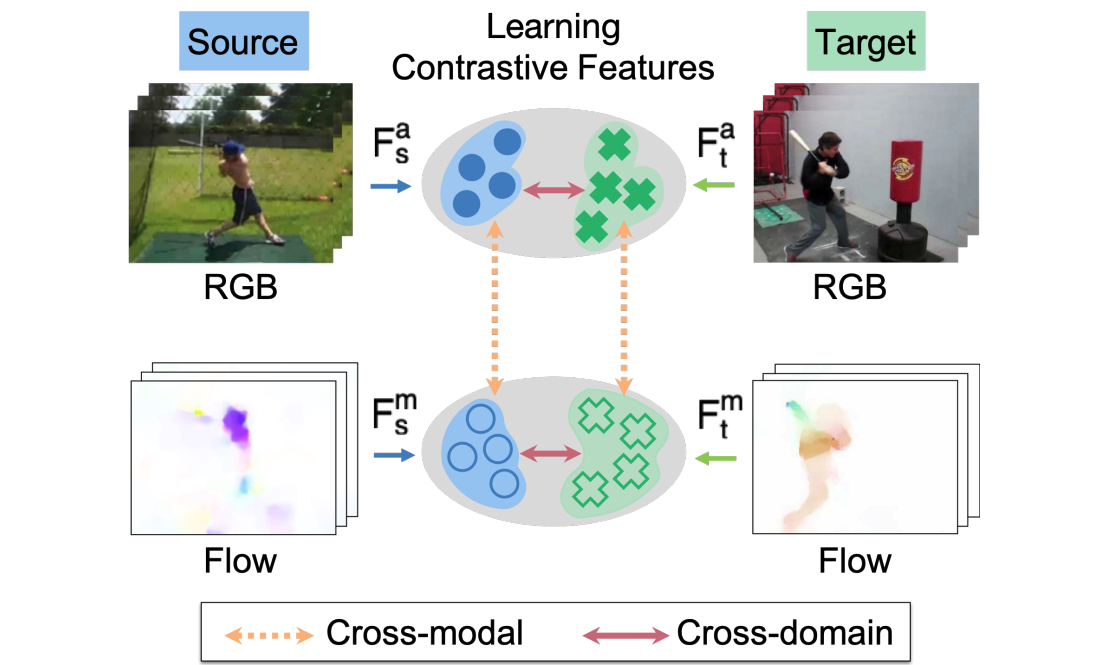 Source
Learning
Contrastive Features
Target
F_s^a
F_t^a
RGB
RGB
F_s^m
F_t^m
Flow
Flow
Cross-modal
Cross-domain